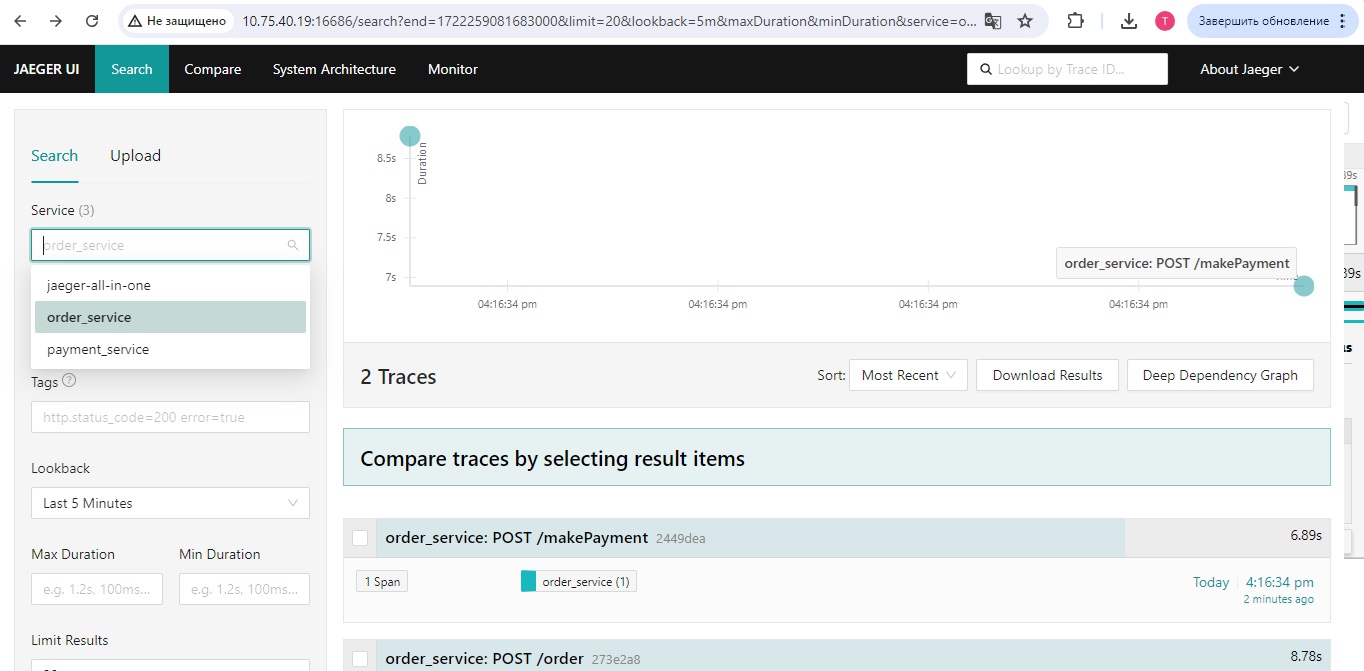 Не защищено
10.75.40.19:16686/search?end=1722259081683000&limit=20&lookback=5m&maxDuration&minDuration&service=o...
T
Завершить обновление
JAEGER UI
Search
Compare
System Architecture
Monitor
Lookup by Trace ID...
About Jaeger
Search
Upload
Service (3)
order_service
jaeger-all-in-one
order_service
payment_service
Tags ?
http.status_code=200 error=true
Lookback
Last 5 Minutes
Max Duration
Min Duration
e.g. 1.2s, 100ms...
e.g. 1.2s, 100ms...
Limit Results
Duration
8.5s
8s
7.5s
7s
order_service: POST /makePayment
04:16:34 pm
04:16:34 pm
04:16:34 pm
04:16:34 pm
2 Traces
Sort: Most Recent
Download Results
Deep Dependency Graph
Compare traces by selecting result items
order_service: POST /makePayment 2449dea
6.89s
1 Span
order_service (1)
Today
4:16:34 pm
2 minutes ago
order_service: POST /order 273e2a8
8.78s